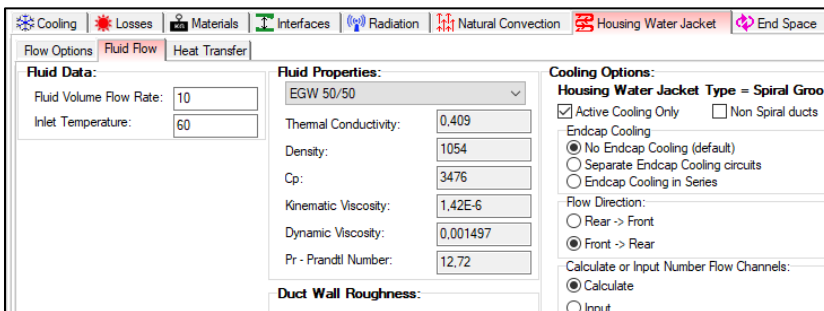 Cooling Losses Materials Interfaces Radiation Natural Convection Housing Water Jacket End Space
Flow Options Fluid Flow Heat Transfer
Fluid Data:
Fluid Volume Flow Rate: 10
Inlet Temperature: 60
Fluid Properties:
EGW 50/50
Thermal Conductivity: 0,409
Density: 1054
Cp: 3476
Kinematic Viscosity: 1,42E-6
Dynamic Viscosity: 0,001497
Pr - Prandtl Number: 12,72
Duct Wall Roughness:
Cooling Options:
Housing Water Jacket Type = Spiral Groo
Active Cooling Only Non Spiral ducts
Endcap Cooling
No Endcap Cooling (default)
Separate Endcap Cooling circuits
Endcap Cooling in Series
Flow Direction:
Rear -> Front
Front -> Rear
Calculate or Input Number Flow Channels:
Calculate
Input